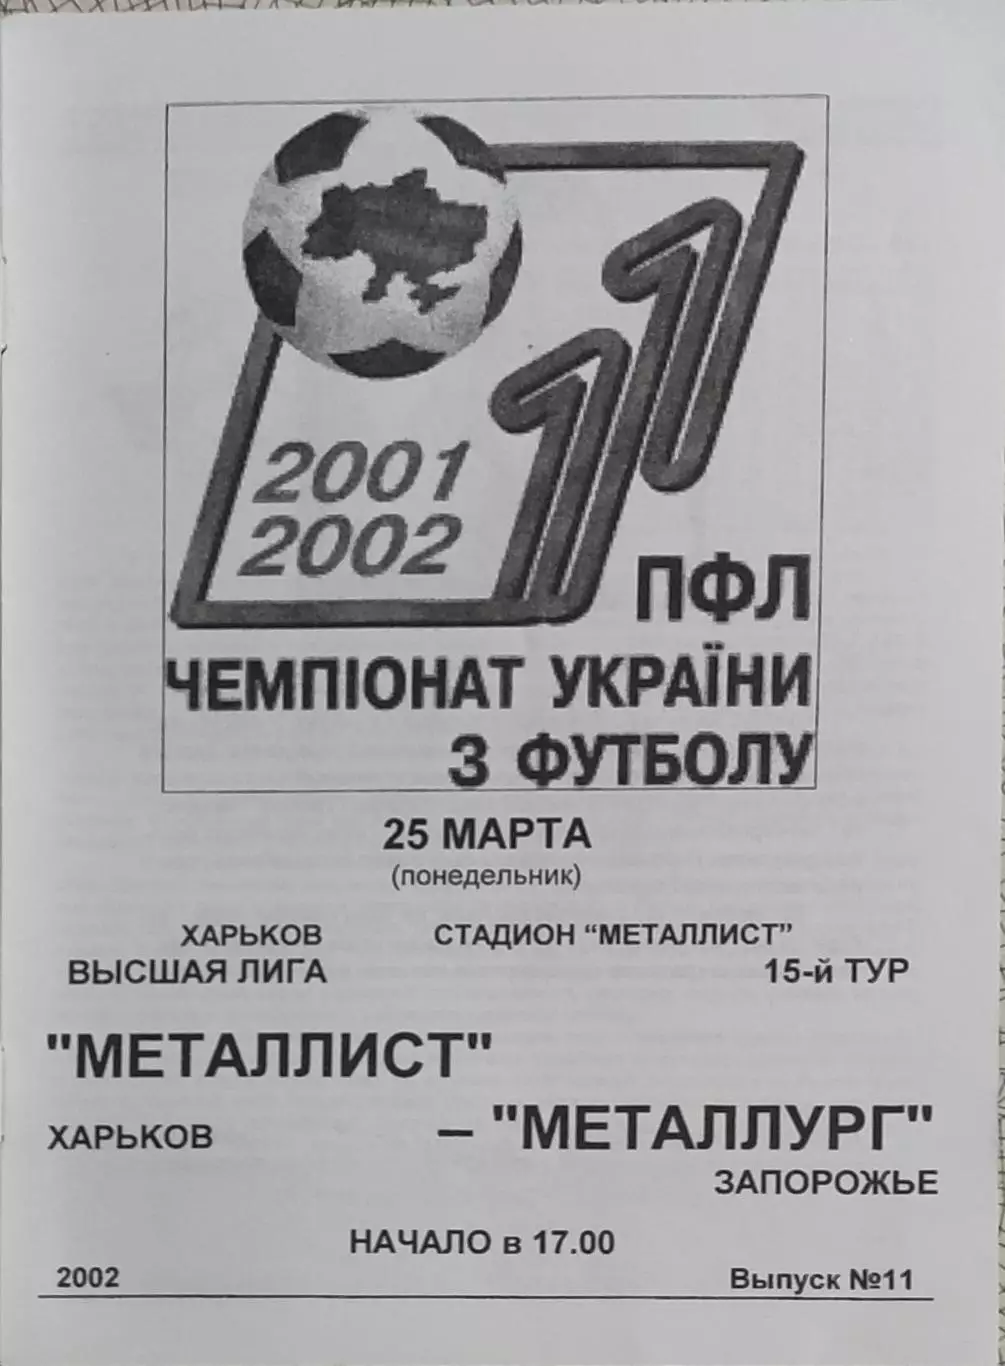 2001
2002
11
ПФЛ
ЧЕМПІОНАТ УКРАЇНИ
З ФУТБОЛУ
25 МАРТА
(понедельник)
ХАРЬКОВ СТАДИОН “МЕТАЛЛИСТ”
ВЫСШАЯ ЛИГА 15-й ТУР
"МЕТАЛЛИСТ"
ХАРЬКОВ – "МЕТАЛЛУРГ"
ЗАПОРОЖЬЕ
НАЧАЛО в 17.00
2002 Выпуск №11